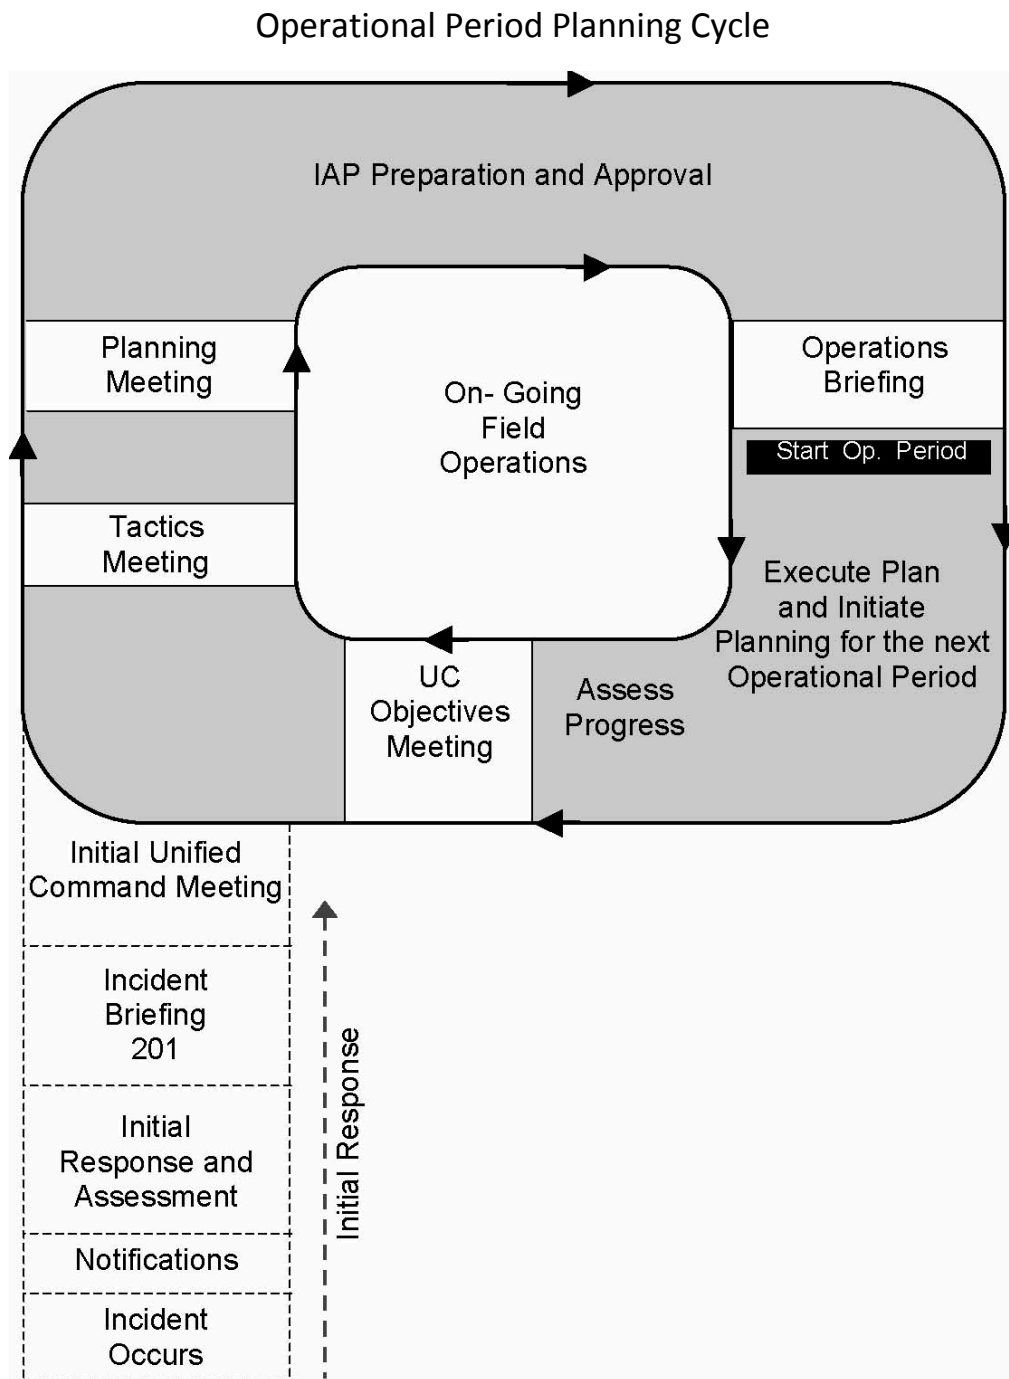 Operational Period Planning Cycle
IAP Preparation and Approval
Planning
Meeting
Operations
Briefing
On- Going
Field
Operations
Start Op. Period
Tactics
Meeting
Execute Plan
and Initiate
Planning for the next
Operational Period
UC
Objectives
Meeting
Assess
Progress
Initial Unified
Command Meeting
Incident
Briefing
201
Initial
Response and
Assessment
Notifications
Incident
Occurs
Initial Response